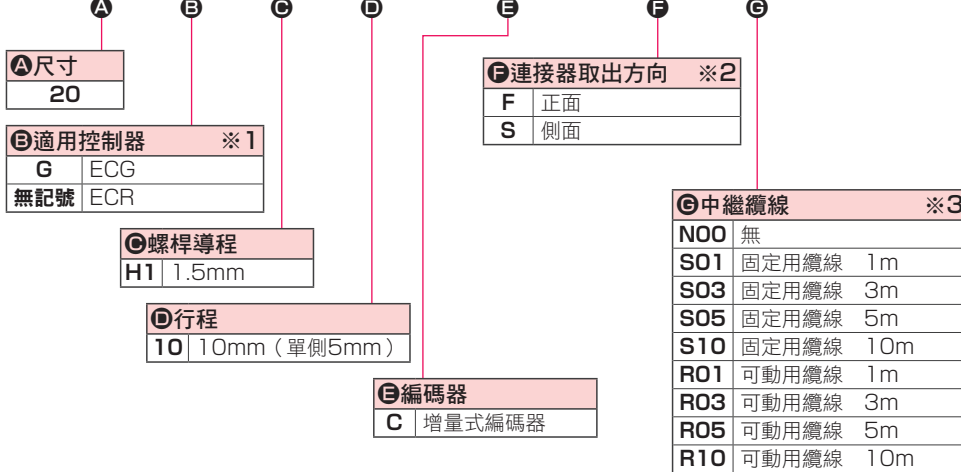 Ⓐ Ⓑ Ⓒ Ⓓ Ⓔ Ⓕ Ⓖ
Ⓐ尺寸
20
Ⓑ適用控制器 ※1
G ECG
無記號 ECR
Ⓒ螺桿導程
H1 1.5mm
Ⓓ行程
10 10mm（單側5mm）
Ⓔ編碼器
C 增量式編碼器
Ⓕ連接器取出方向 ※2
F 正面
S 側面
Ⓖ中繼纜線 ※3
N00 無
S01 固定用纜線 1m
S03 固定用纜線 3m
S05 固定用纜線 5m
S10 固定用纜線 10m
R01 可動用纜線 1m
R03 可動用纜線 3m
R05 可動用纜線 5m
R10 可動用纜線 10m